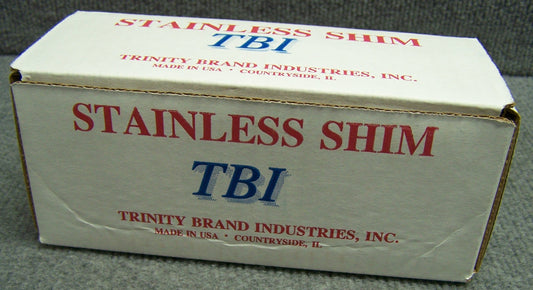 STAINLESS SHIM
TBI
TRINITY BRAND INDUSTRIES, INC.
MADE IN USA · COUNTRYSIDE, IL
STAINLESS SHIM
TBI
TRINITY BRAND INDUSTRIES, INC.
MADE IN USA · COUNTRYSIDE, IL